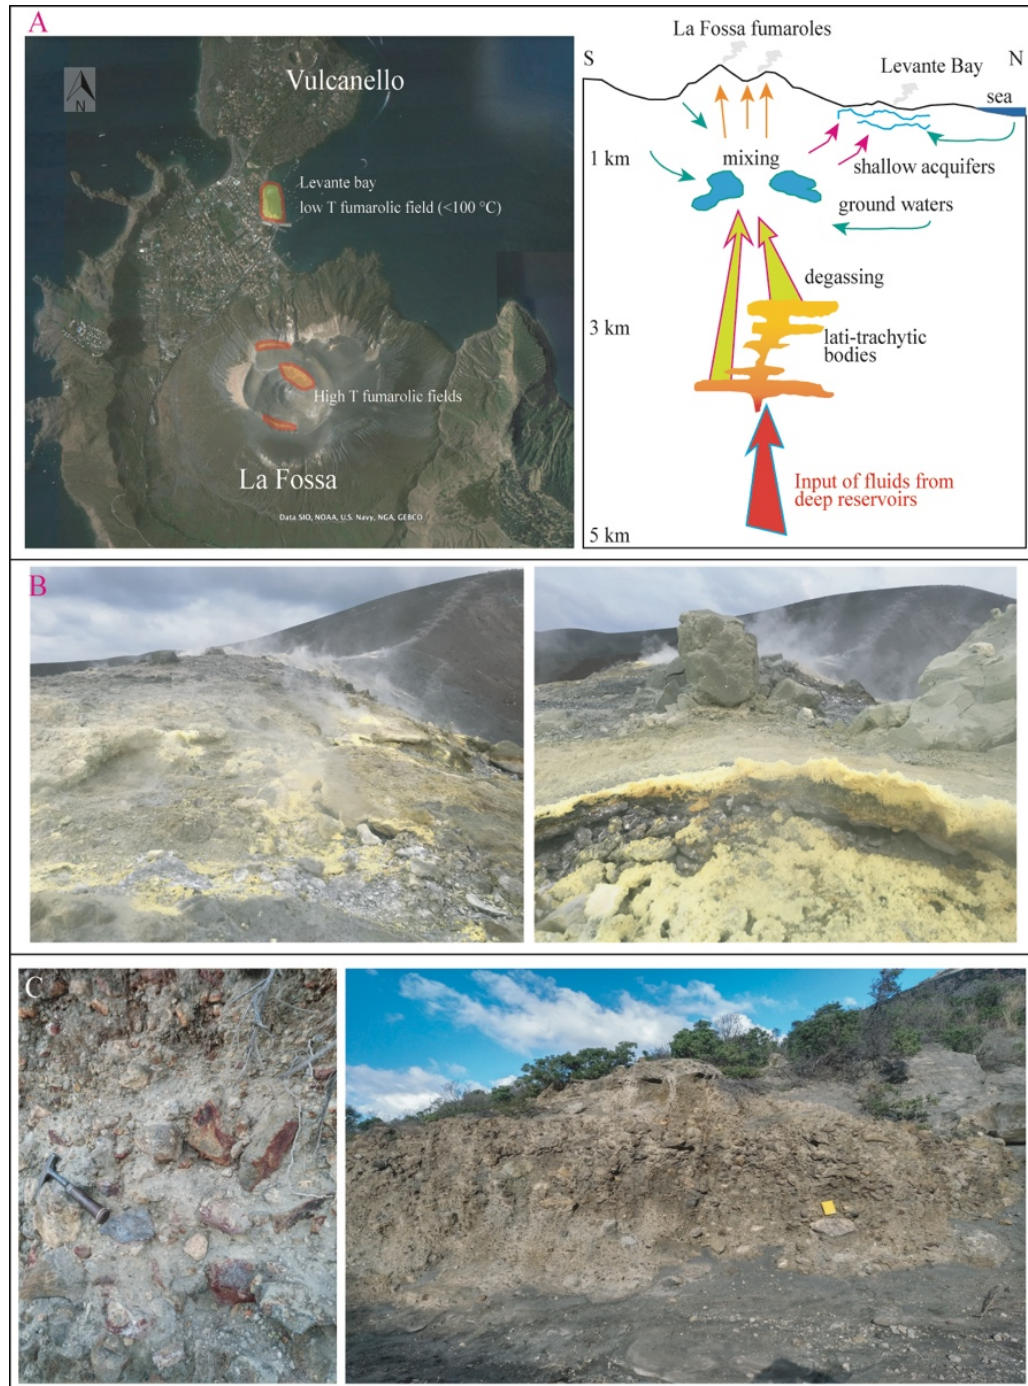 A
N
Vulcanello
Levante bay
low T fumarolic field (<100 °C)
High T fumarolic fields
La Fossa
Data SIO, NOAA, U.S. Navy, NGA, GEBCO
La Fossa fumaroles
S
Levante Bay
N
sea
1 km
mixing
shallow acquifers
ground waters
degassing
3 km
lati-trachytic
bodies
Input of fluids from
deep reservoirs
5 km
B
C